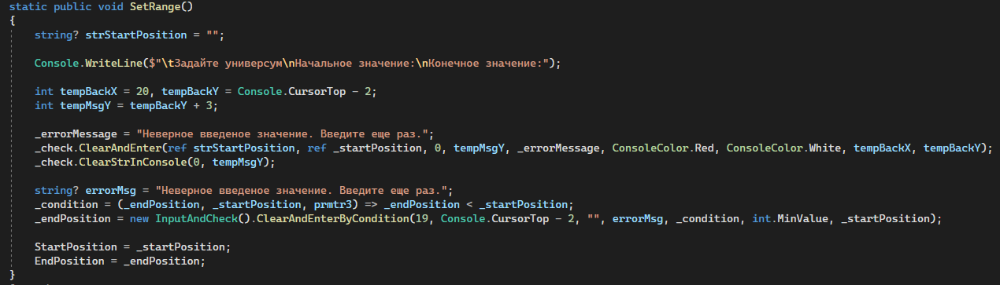 static public void SetRange()
{
string? strStartPosition = "";
Console.WriteLine($"\tЗадайте универсум\nНачальное значение:\nКонечное значение:");
int tempBackX = 20, tempBackY = Console.CursorTop - 2;
int tempMsgY = tempBackY + 3;
_errorMessage = "Неверное введеное значение. Введите еще раз.";
_check.ClearAndEnter(ref strStartPosition, ref _startPosition, 0, tempMsgY, _errorMessage, ConsoleColor.Red, ConsoleColor.White, tempBackX, tempBackY);
_check.ClearStrInConsole(0, tempMsgY);
string? errorMsg = "Неверное введеное значение. Введите еще раз.";
_condition = (_endPosition, _startPosition, prmtr3) => _endPosition < _startPosition;
_endPosition = new InputAndCheck().ClearAndEnterByCondition(19, Console.CursorTop - 2, "", errorMsg, _condition, int.MinValue, _startPosition);
StartPosition = _startPosition;
EndPosition = _endPosition;
}